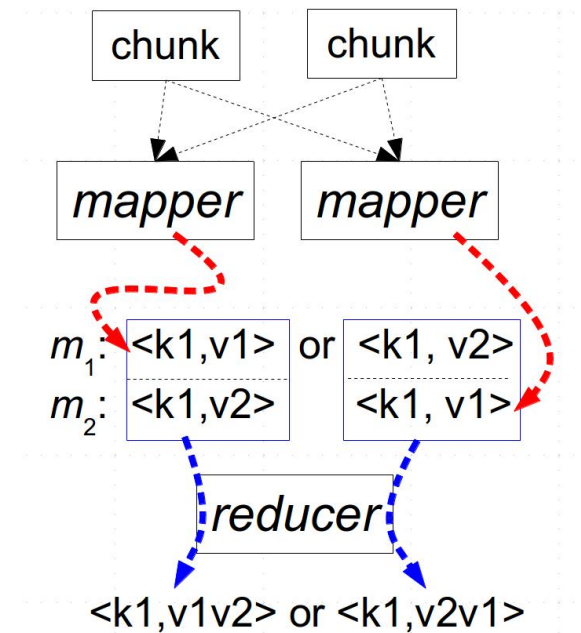 chunk chunk
mapper mapper
m1: <k1,v1> or <k1, v2>
m2: <k1,v2> <k1, v1>
reducer
<k1,v1v2> or <k1,v2v1>